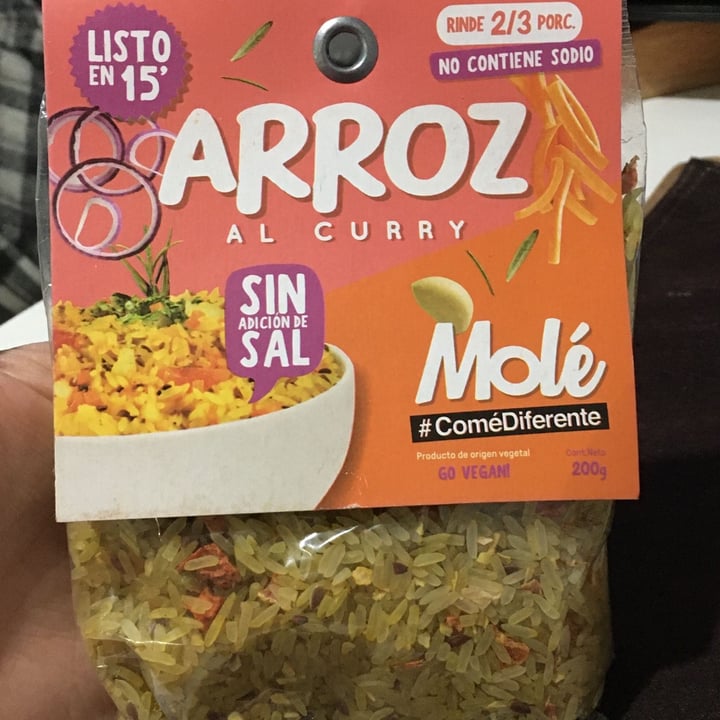 LISTO
EN 15'
RINDE 2/3 PORC.
NO CONTIENE SODIO
ARROZ
AL CURRY
SIN
ADICIÓN DE
SAL
Molé
#ComéDiferente
Producto de origen vegetal
GO VEGAN!
Cont. Neto
200g